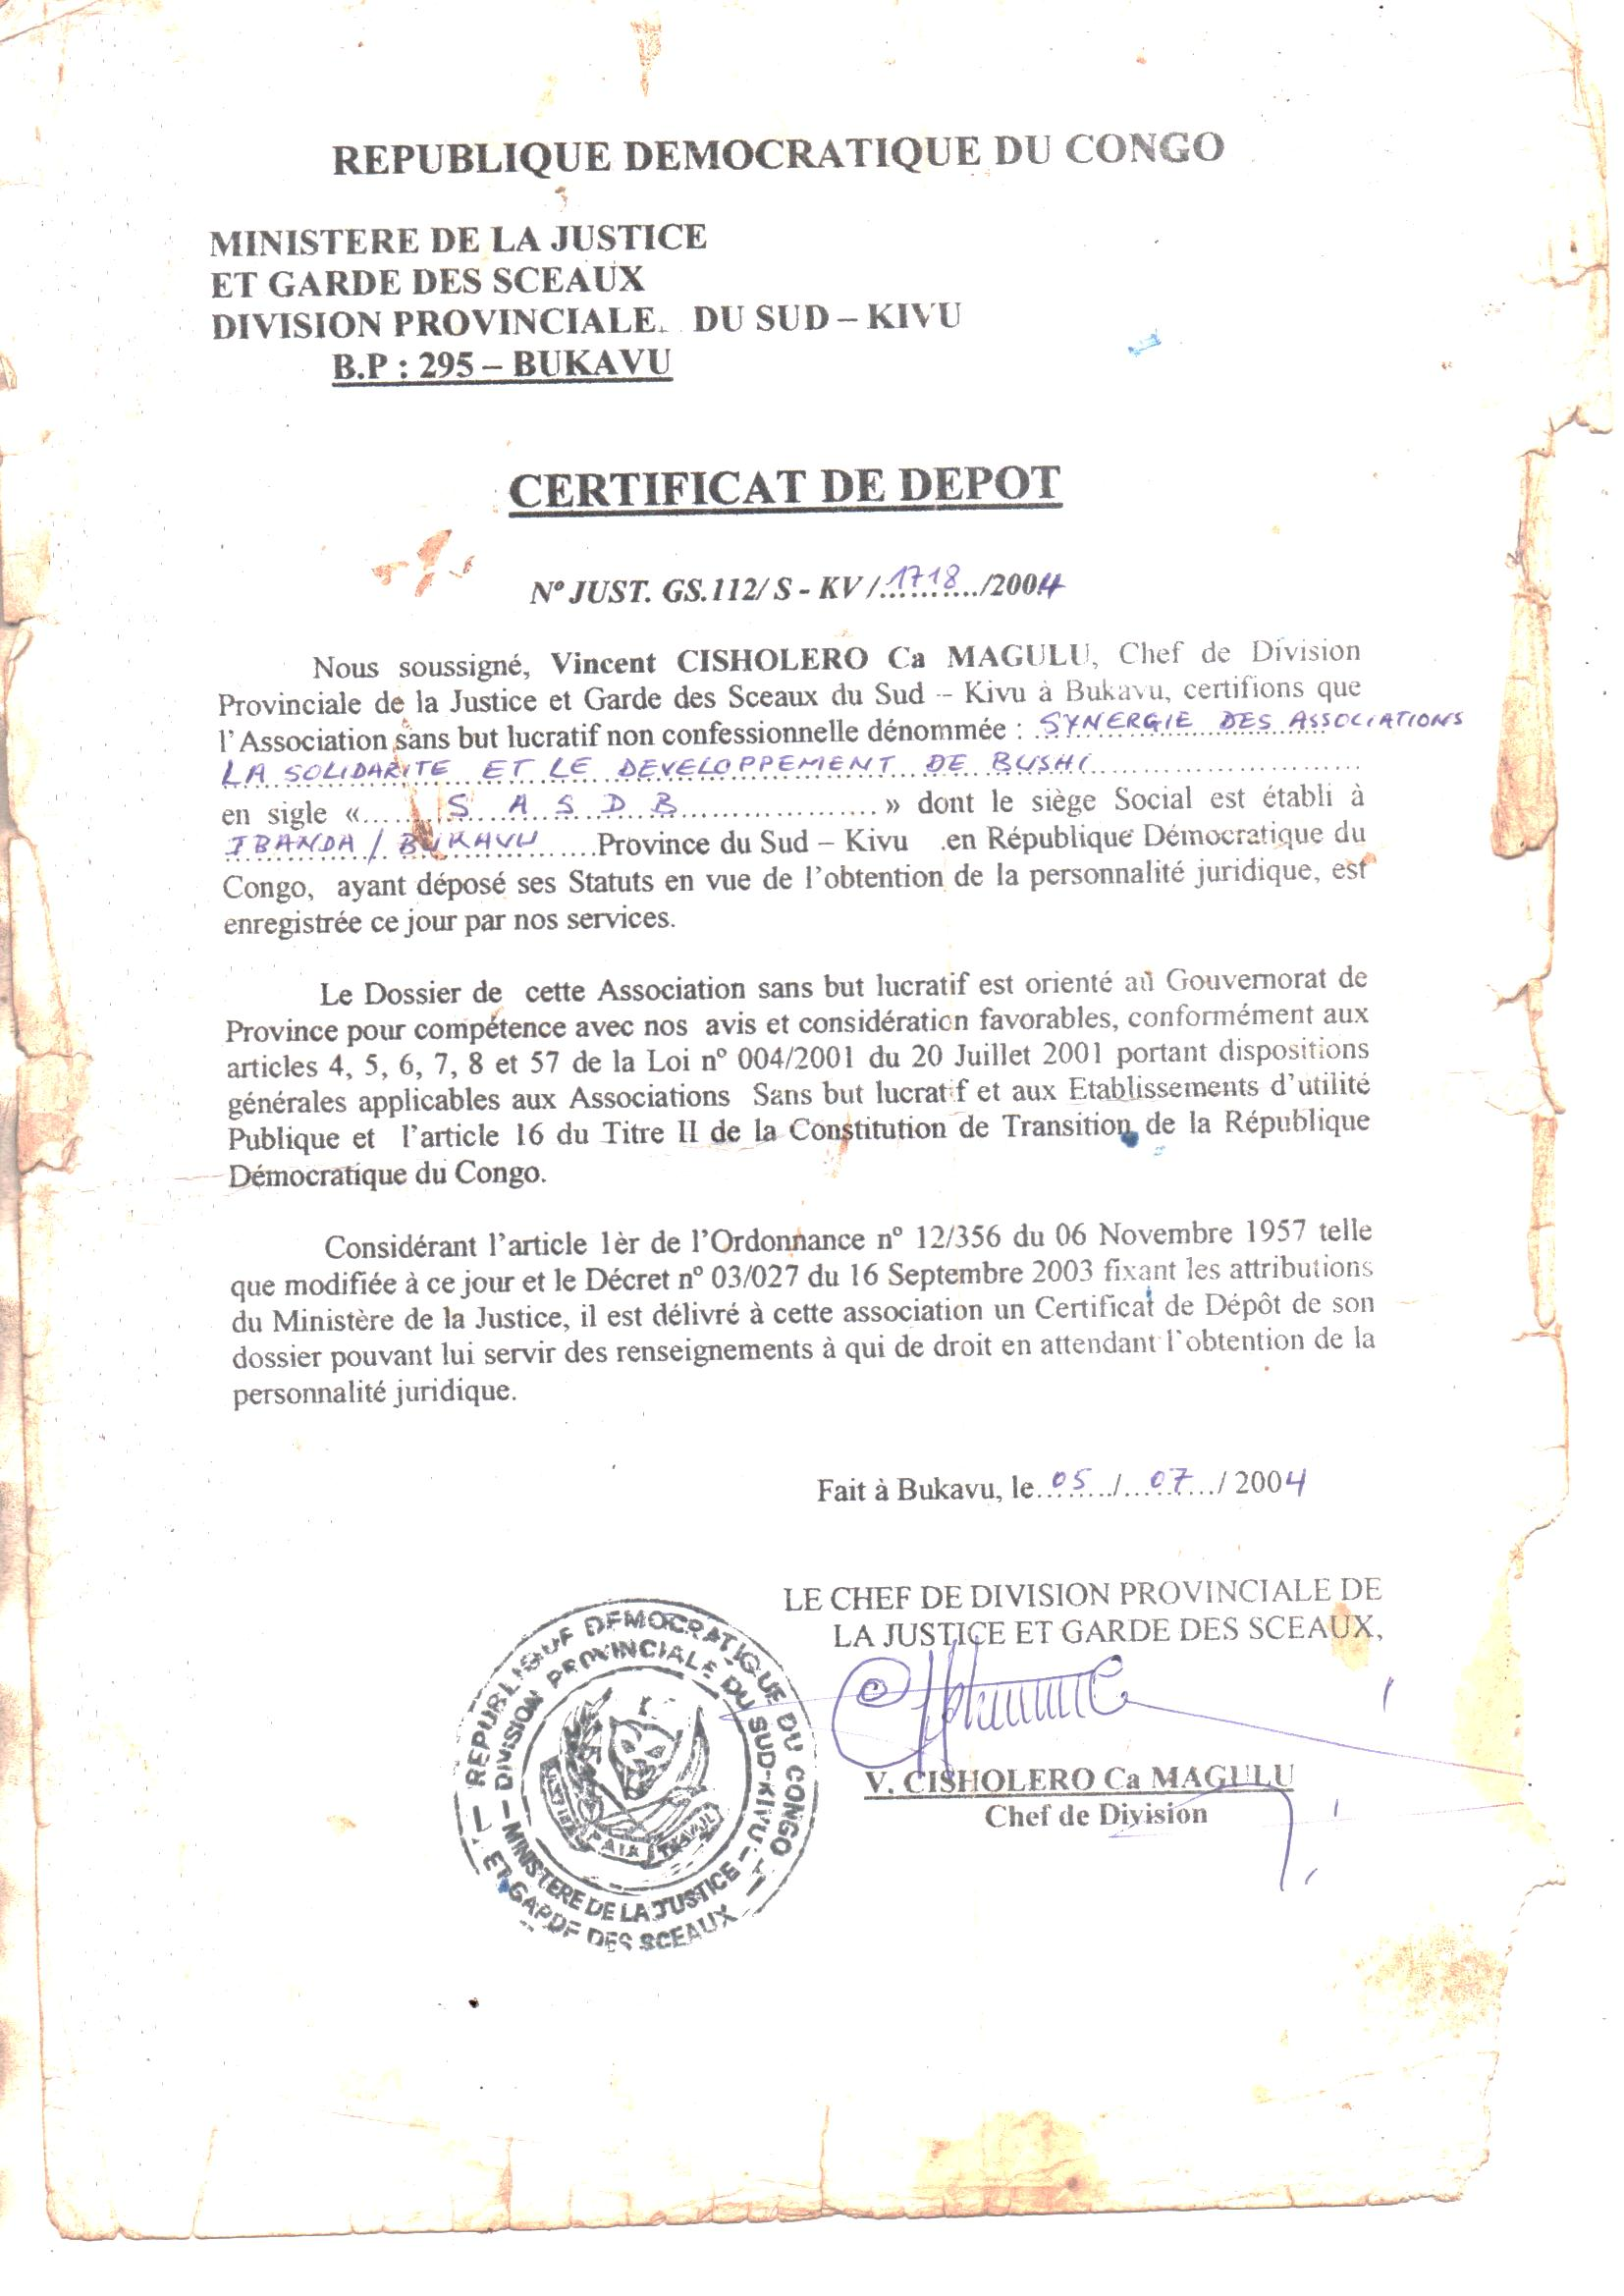 REPUBLIQUE DEMOCRATIQUE DU CONGO
MINISTERE DE LA JUSTICE
ET GARDE DES SCEAUX
DIVISION PROVINCIALE. DU SUD – KIVU
B.P : 295 – BUKAVU
CERTIFICAT DE DEPOT
N° JUST. GS.112/ S - KV /..1718../2004
Nous soussigné, Vincent CISHOLERO Ca MAGULU, Chef de Division
Provinciale de la Justice et Garde des Sceaux du Sud – Kivu à Bukavu, certifions que
l'Association sans but lucratif non confessionnelle dénommée : SYNERGIE DES ASSOCIATIONS
LA SOLIDARITE ET LE DEVELOPPEMENT DE BUSHI
en sigle «......S A S D B....................» dont le siège Social est établi à
IBANDA / BUKAVU......Province du Sud – Kivu .en République Démocratique du
Congo, ayant déposé ses Statuts en vue de l'obtention de la personnalité juridique, est
enregistrée ce jour par nos services.
Le Dossier de cette Association sans but lucratif est orienté au Gouvernorat de
Province pour compétence avec nos avis et considération favorables, conformément aux
articles 4, 5, 6, 7, 8 et 57 de la Loi n° 004/2001 du 20 Juillet 2001 portant dispositions
générales applicables aux Associations Sans but lucratif et aux Etablissements d'utilité
Publique et l'article 16 du Titre II de la Constitution de Transition de la République
Démocratique du Congo.
Considérant l'article 1èr de l'Ordonnance n° 12/356 du 06 Novembre 1957 telle
que modifiée à ce jour et le Décret n° 03/027 du 16 Septembre 2003 fixant les attributions
du Ministère de la Justice, il est délivré à cette association un Certificat de Dépôt de son
dossier pouvant lui servir des renseignements à qui de droit en attendant l'obtention de la
personnalité juridique.
Fait à Bukavu, le 05 / 07 / 2004
LE CHEF DE DIVISION PROVINCIALE DE
LA JUSTICE ET GARDE DES SCEAUX,
V. CISHOLERO Ca MAGULU
Chef de Division
REPUBLIQUE DEMOCRATIQUE DU CONGO
DIVISION PROVINCIALE DU SUD-KIVU
MINISTERE DE LA JUSTICE
ET GARDE DES SCEAUX
JUSTICE PAIX TRAVAIL